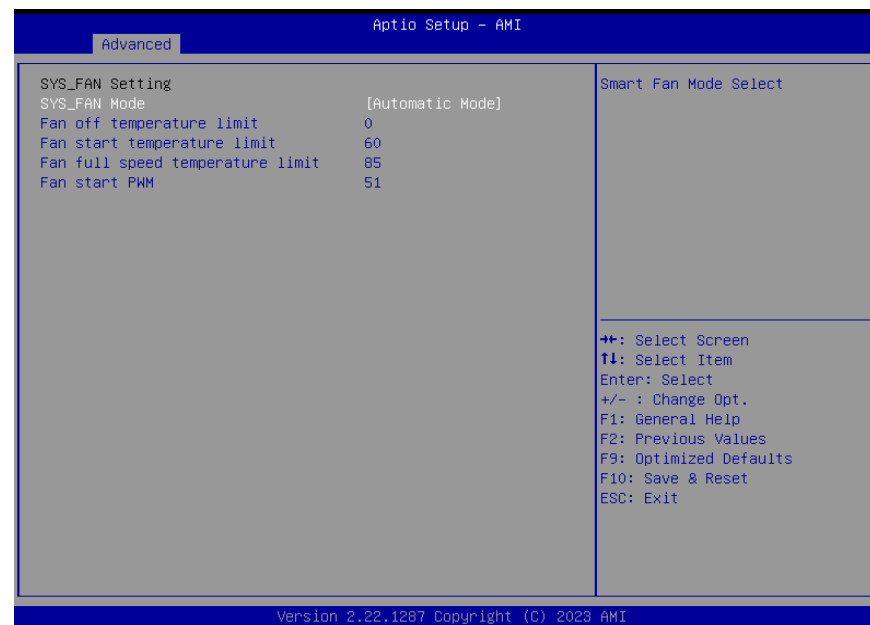 Aptio Setup - AMI
Advanced
SYS_FAN Setting
SYS_FAN Mode [Automatic Mode]
Fan off temperature limit 0
Fan start temperature limit 60
Fan full speed temperature limit 85
Fan start PWM 51
Smart Fan Mode Select
→←: Select Screen
↑↓: Select Item
Enter: Select
+/- : Change Opt.
F1: General Help
F2: Previous Values
F9: Optimized Defaults
F10: Save & Reset
ESC: Exit
Version 2.22.1287 Copyright (C) 2023 AMI